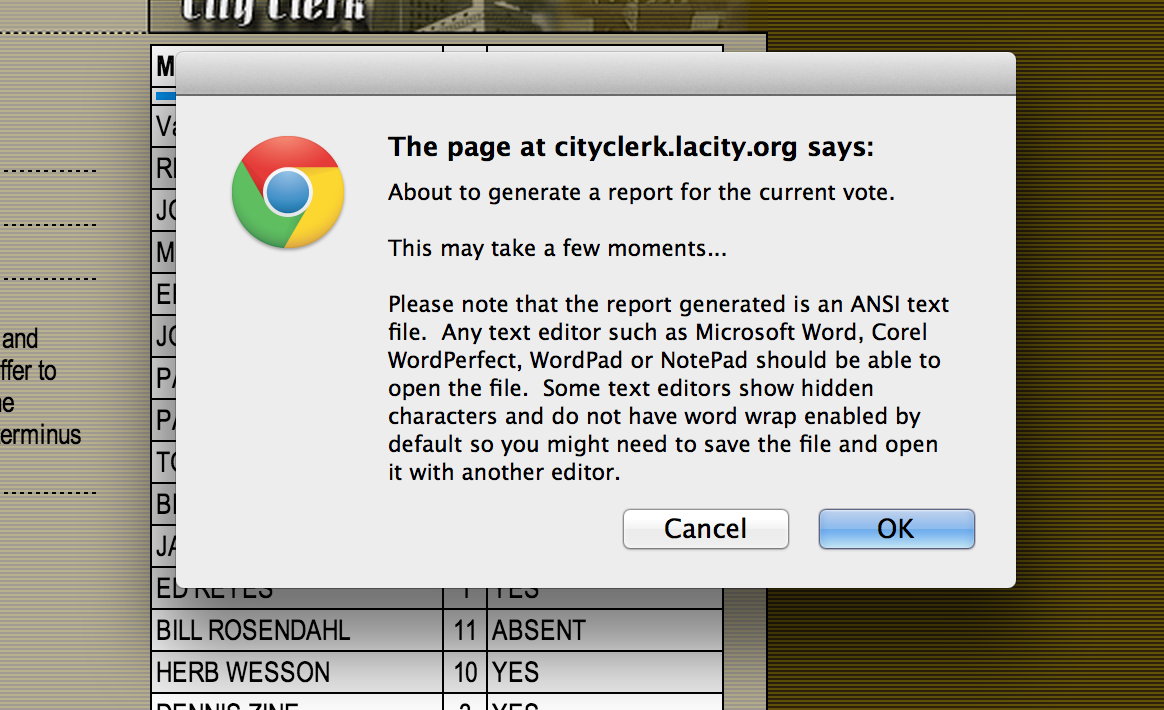 City Clerk
M
Va
JO
M
JO
PA
PA
TO
JA
and
ffer to
erminus
The page at cityclerk.lacity.org says:
About to generate a report for the current vote.
This may take a few moments...
Please note that the report generated is an ANSI text
file.  Any text editor such as Microsoft Word, Corel
WordPerfect, WordPad or NotePad should be able to
open the file.  Some text editors show hidden
characters and do not have word wrap enabled by
default so you might need to save the file and open
it with another editor.
Cancel OK
ED REYES 1 YES
BILL ROSENDAHL 11 ABSENT
HERB WESSON 10 YES
DENNIS ZINE 3 YES